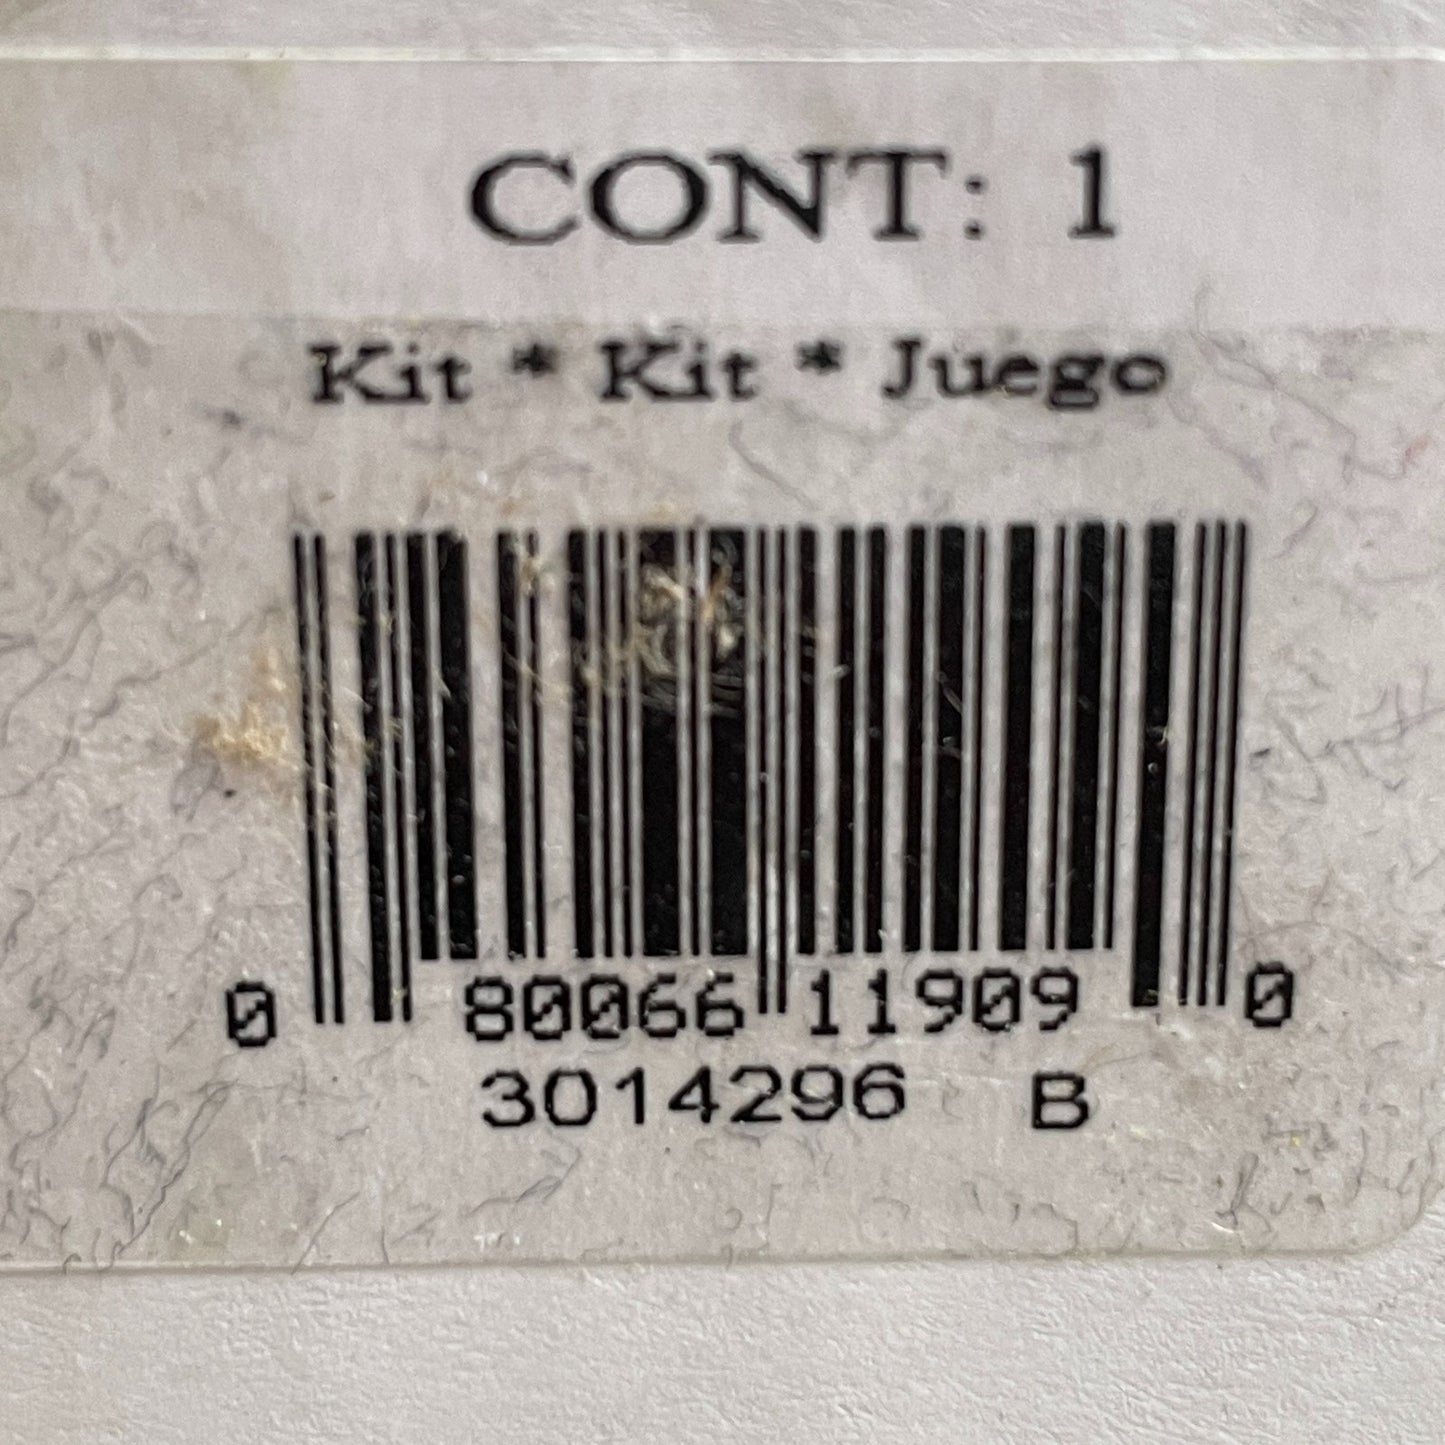 CONT: 1
Kit * Kit * Juego
0 80066 11909 0
3014296 B